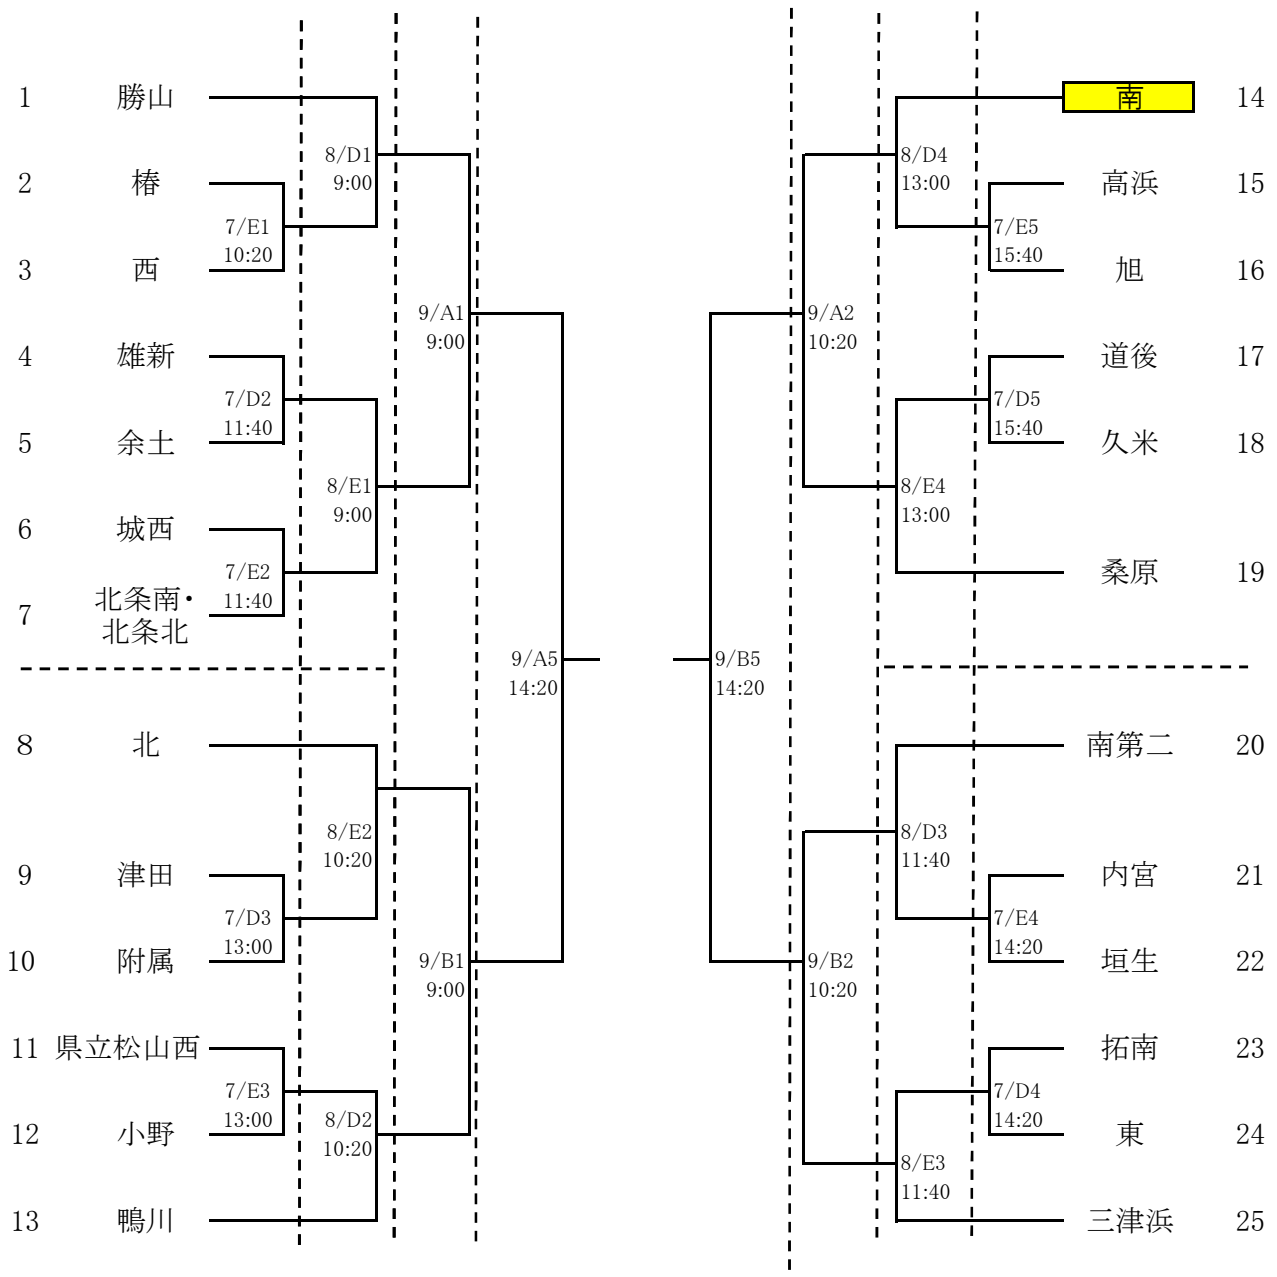 1 勝山
2 椿
3 西
4 雄新
5 余土
6 城西
7 北条南・
北条北
8 北
9 津田
10 附属
11 県立松山西
12 小野
13 鴨川
7/E1
10:20
7/D2
11:40
7/E2
11:40
7/D3
13:00
7/E3
13:00
8/D1
9:00
8/E1
9:00
8/E2
10:20
8/D2
10:20
9/A1
9:00
9/B1
9:00
9/A5
14:20
9/B5
14:20
9/A2
10:20
9/B2
10:20
8/D4
13:00
8/E4
13:00
8/D3
11:40
8/E3
11:40
7/E5
15:40
7/D5
15:40
7/E4
14:20
7/D4
14:20
南 14
高浜 15
旭 16
道後 17
久米 18
桑原 19
南第二 20
内宮 21
垣生 22
拓南 23
東 24
三津浜 25